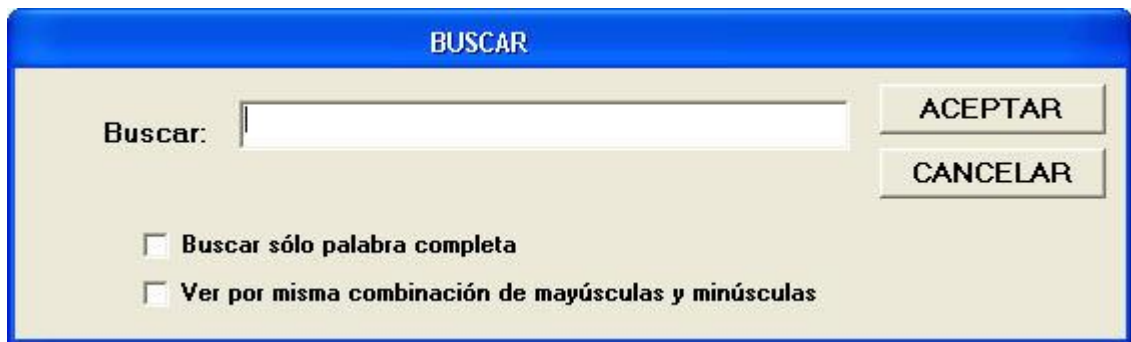 BUSCAR
Buscar:
ACEPTAR
CANCELAR
Buscar sólo palabra completa
Ver por misma combinación de mayúsculas y minúsculas